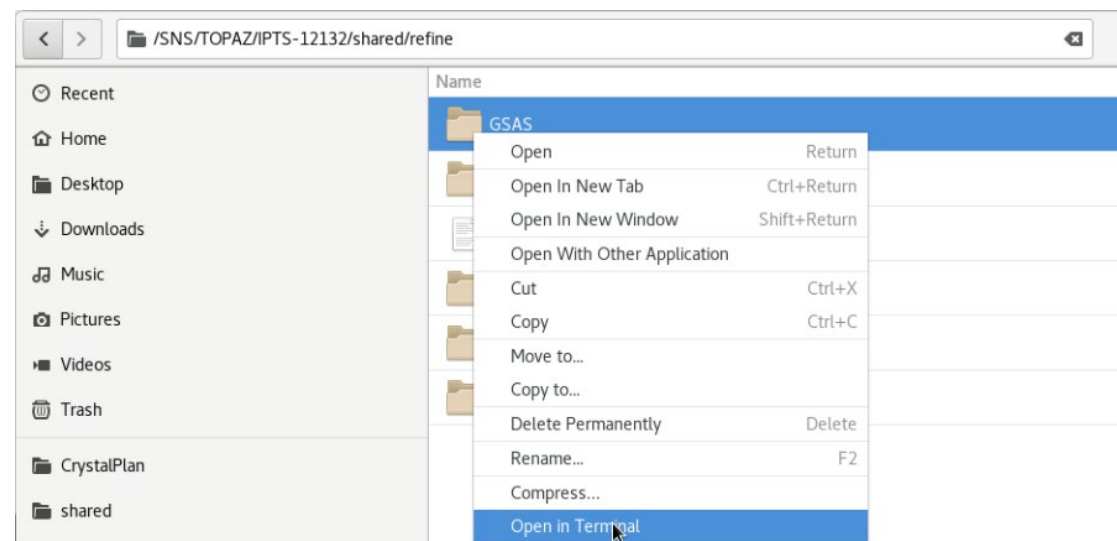 /SNS/TOPAZ/IPTS-12132/shared/refine
Recent
Home
Desktop
Downloads
Music
Pictures
Videos
Trash
CrystalPlan
shared
Name
GSAS
Open Return
Open In New Tab Ctrl+Return
Open In New Window Shift+Return
Open With Other Application
Cut Ctrl+X
Copy Ctrl+C
Move to...
Copy to...
Delete Permanently Delete
Rename... F2
Compress...
Open in Terminal